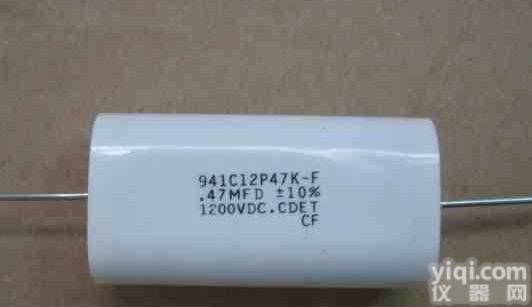 941C12P47K-F
.47MFD ±10%
1200VDC.CDET
CF
yiqi.com
仪器网